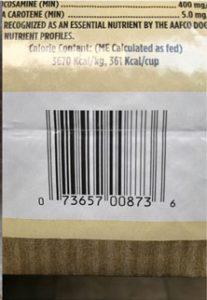 COSAMINE (MIN) ........................ 400 mg/
A CAROTENE (MIN) ........................ 5.0 mg
RECOGNIZED AS AN ESSENTIAL NUTRIENT BY THE AAFCO DOG
NUTRIENT PROFILES.
Calorie Content: (ME Calculated as fed)
3670 Kcal/kg, 361 Kcal/cup
0 73657 00873 6